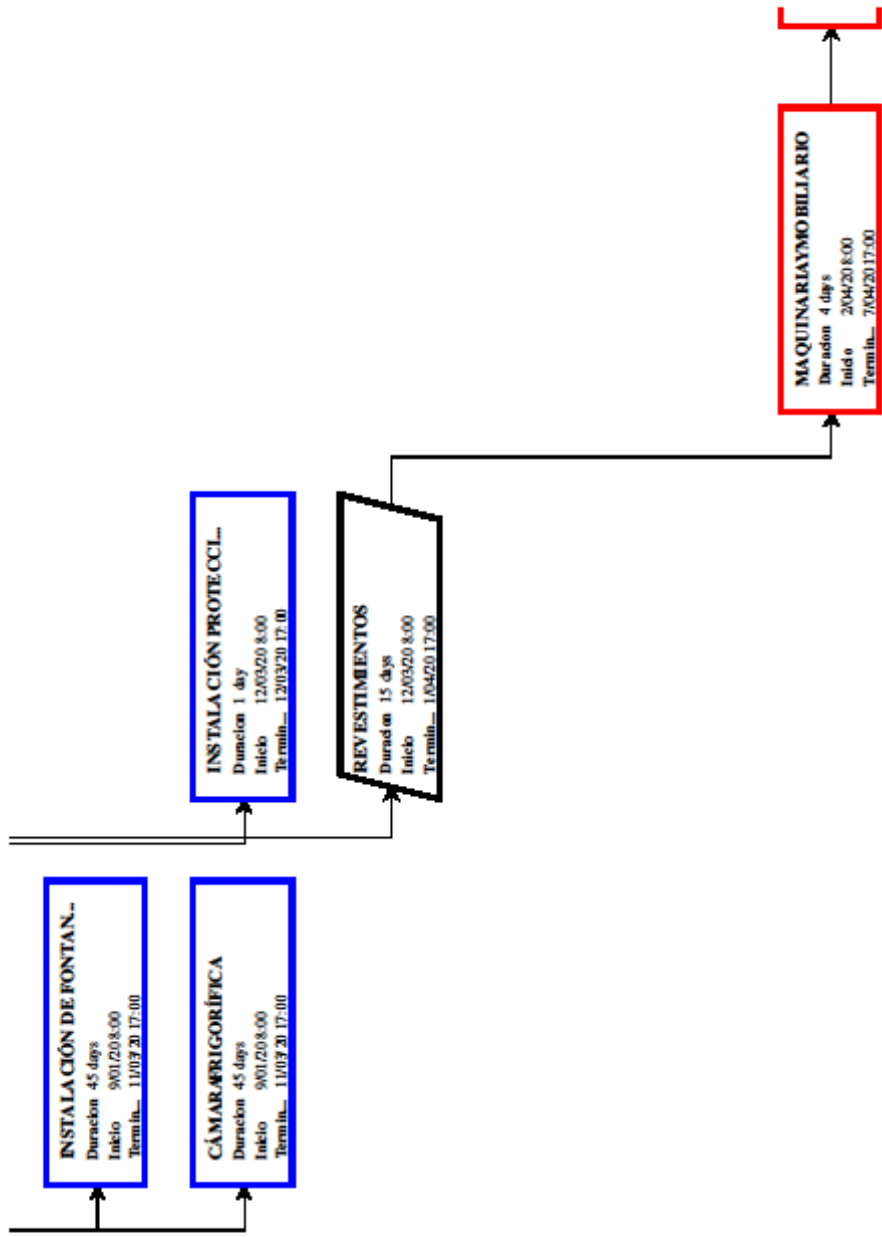 INSTALACIÓN DE FONTAN...
Duracion 45 days
Inicio 9/01/20 8:00
Termin... 11/03/20 17:00
CÁMARA FRIGORÍFICA
Duracion 45 days
Inicio 9/01/20 8:00
Termin... 11/03/20 17:00
INSTALACIÓN PROTECCI...
Duracion 1 day
Inicio 12/03/20 8:00
Termin... 12/03/20 17:00
REVESTIMIENTOS
Duracion 15 days
Inicio 12/03/20 8:00
Termin... 1/04/20 17:00
MAQUINARIA Y MOBILIARIO
Duracion 4 days
Inicio 2/04/20 8:00
Termin... 7/04/20 17:00